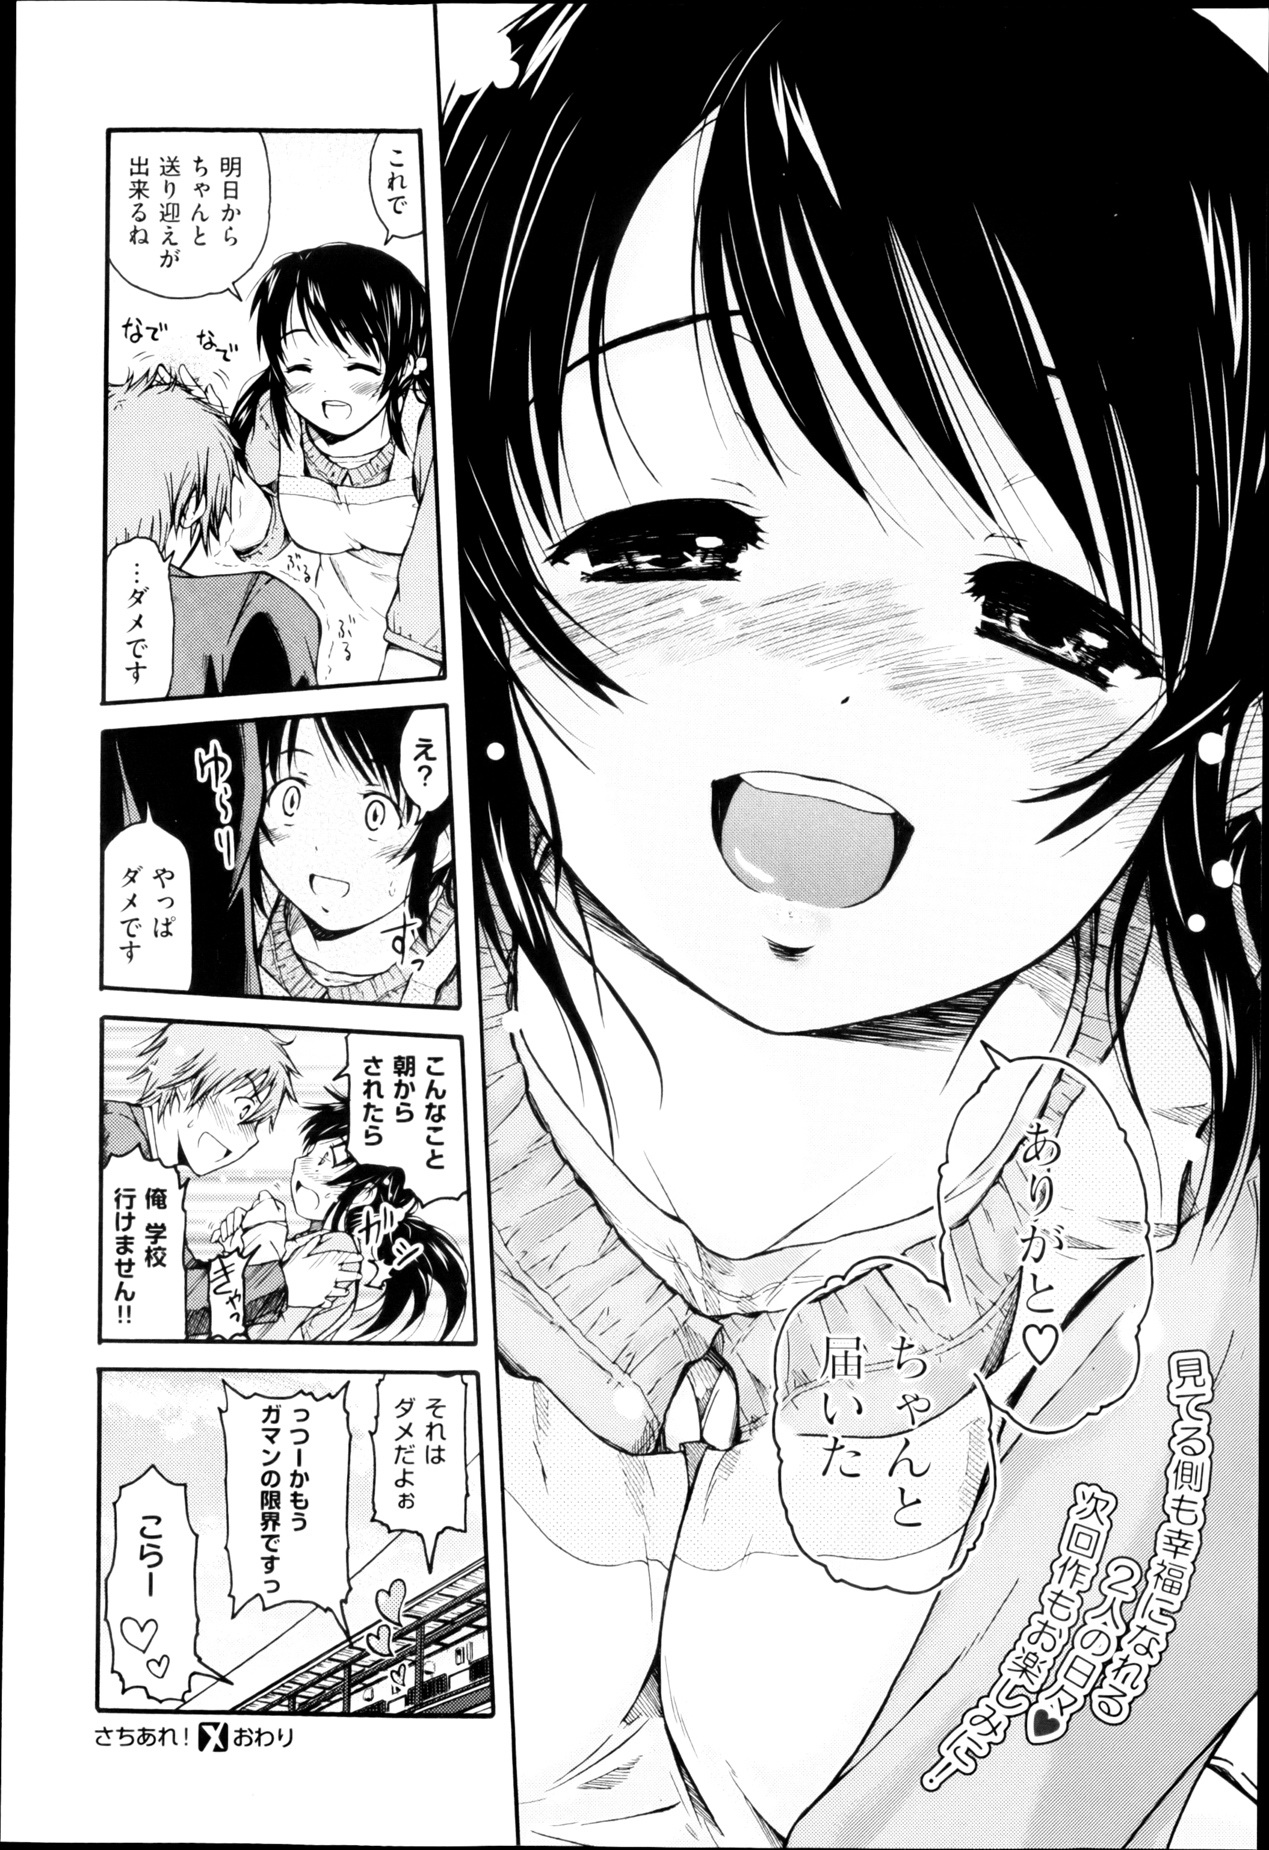 ありがと♡
ちゃんと
届いた
見てる側も幸福になれる
2人の日々♥
次回作もお楽しみに!
これで
明日から
ちゃんと
送り迎えが
出来るね
なで
なで
ぶる
ぶる
…ダメです
え?
ゆ～り
すっ
やっぱ
ダメです
こんなこと
朝から
されたら
ガシッ
きゃっ
俺 学校
行けません!!
それは
ダメだよぉ
っつーかもう
ガマンの限界ですっ
こらー
♡♡
さちあれ! X おわり